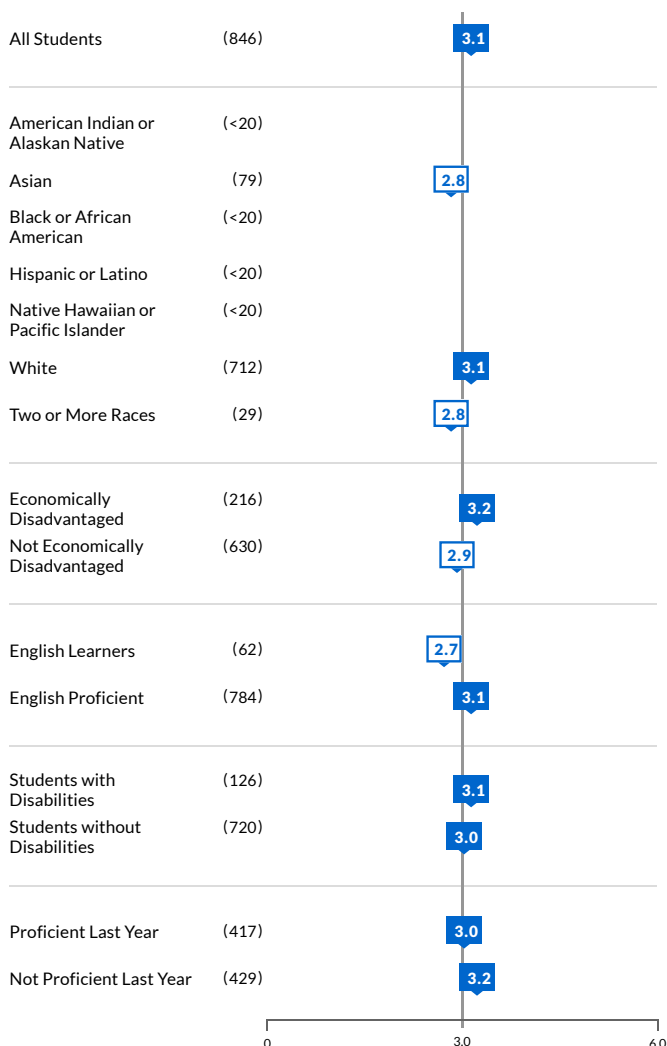 All Students (846) 3.1
American Indian or (<20)
Alaskan Native
Asian (79) 2.8
Black or African (<20)
American
Hispanic or Latino (<20)
Native Hawaiian or (<20)
Pacific Islander
White (712) 3.1
Two or More Races (29) 2.8
Economically (216) 3.2
Disadvantaged
Not Economically (630) 2.9
Disadvantaged
English Learners (62) 2.7
English Proficient (784) 3.1
Students with (126) 3.1
Disabilities
Students without (720) 3.0
Disabilities
Proficient Last Year (417) 3.0
Not Proficient Last Year (429) 3.2
0 3.0 6.0